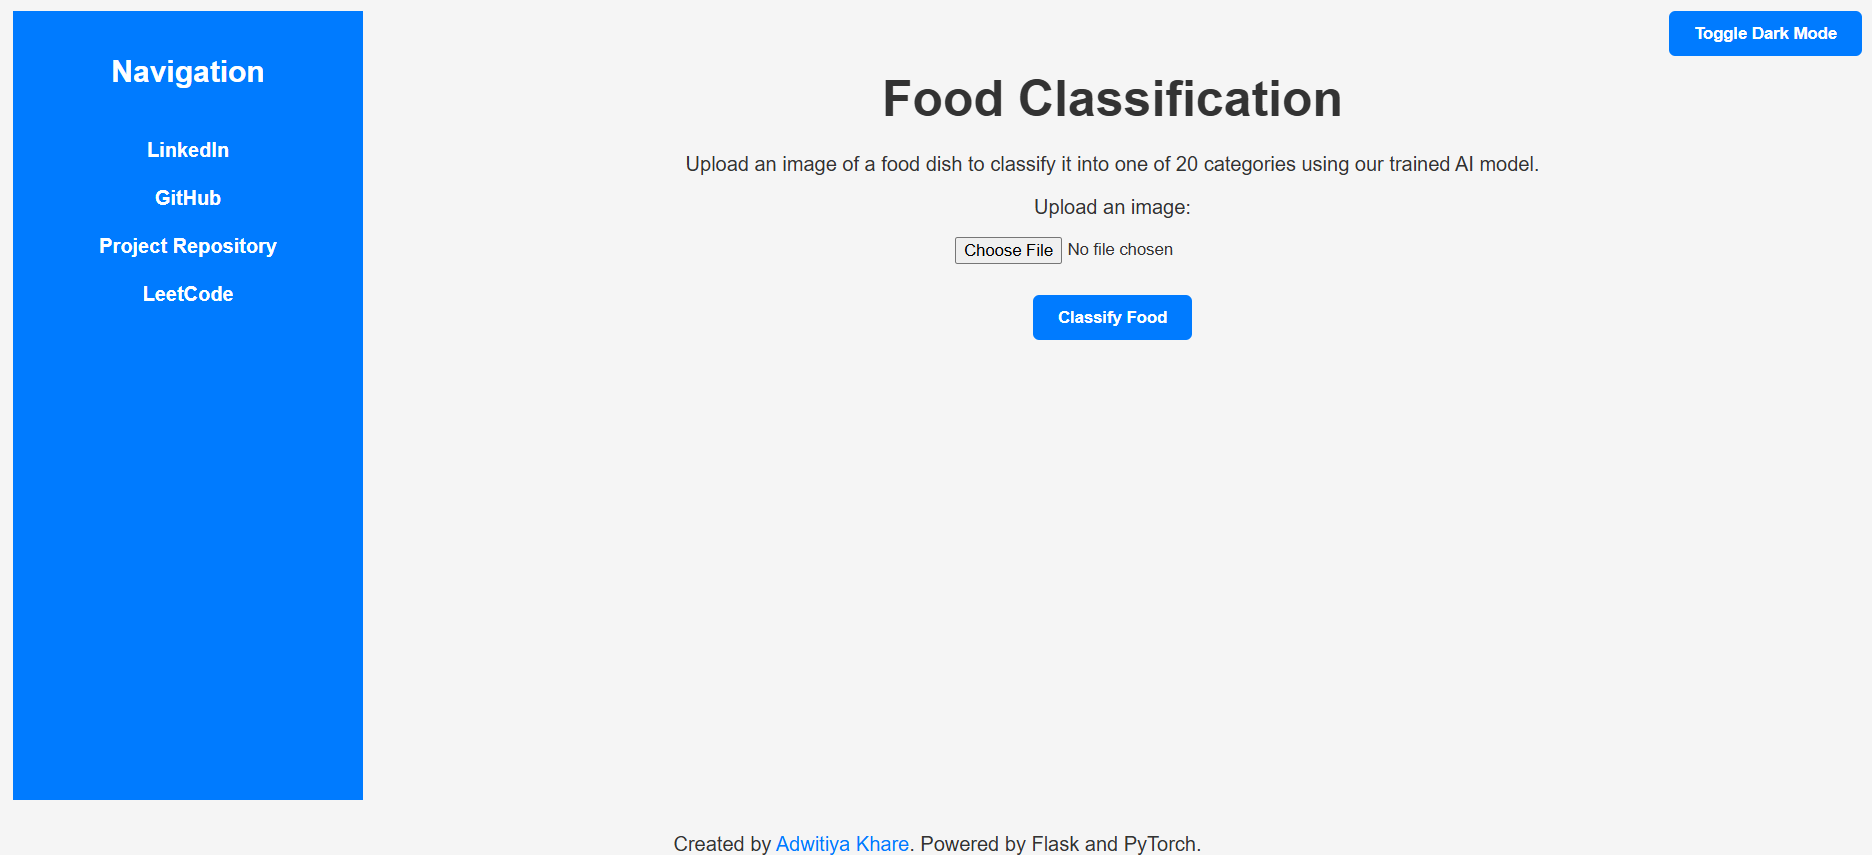 Navigation
LinkedIn
GitHub
Project Repository
LeetCode
Toggle Dark Mode
Food Classification
Upload an image of a food dish to classify it into one of 20 categories using our trained AI model.
Upload an image:
Choose File No file chosen
Classify Food
Created by Adwitiya Khare. Powered by Flask and PyTorch.